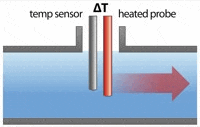 ΔT
temp sensor heated probe